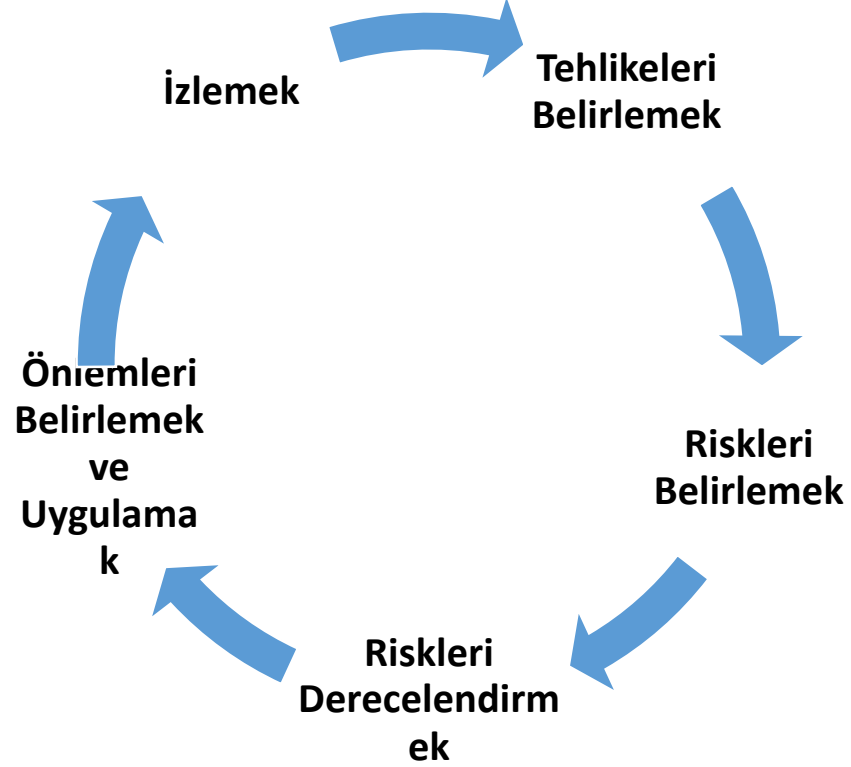 İzlemek
Tehlikeleri
Belirlemek
Riskleri
Belirlemek
Riskleri
Derecelendirm
ek
Önlemleri
Belirlemek
ve
Uygulama
k